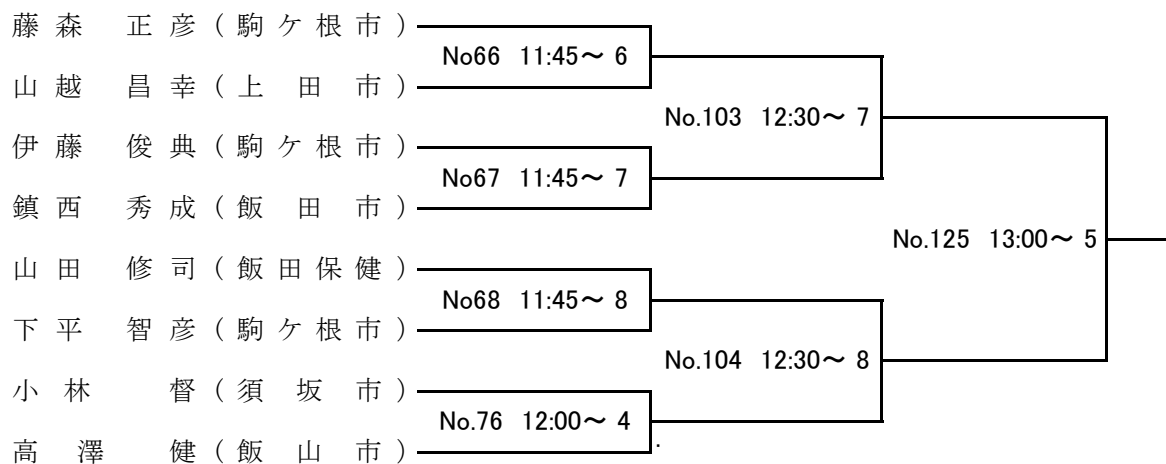 藤森 正彦(駒ケ根市)
No66 11:45～ 6
山越 昌幸(上田市)
No.103 12:30～ 7
伊藤 俊典(駒ケ根市)
No67 11:45～ 7
鎮西 秀成(飯田市)
No.125 13:00～ 5
山田 修司(飯田保健)
No68 11:45～ 8
下平 智彦(駒ケ根市)
No.104 12:30～ 8
小林 督(須坂市)
No.76 12:00～ 4
高澤 健(飯山市)